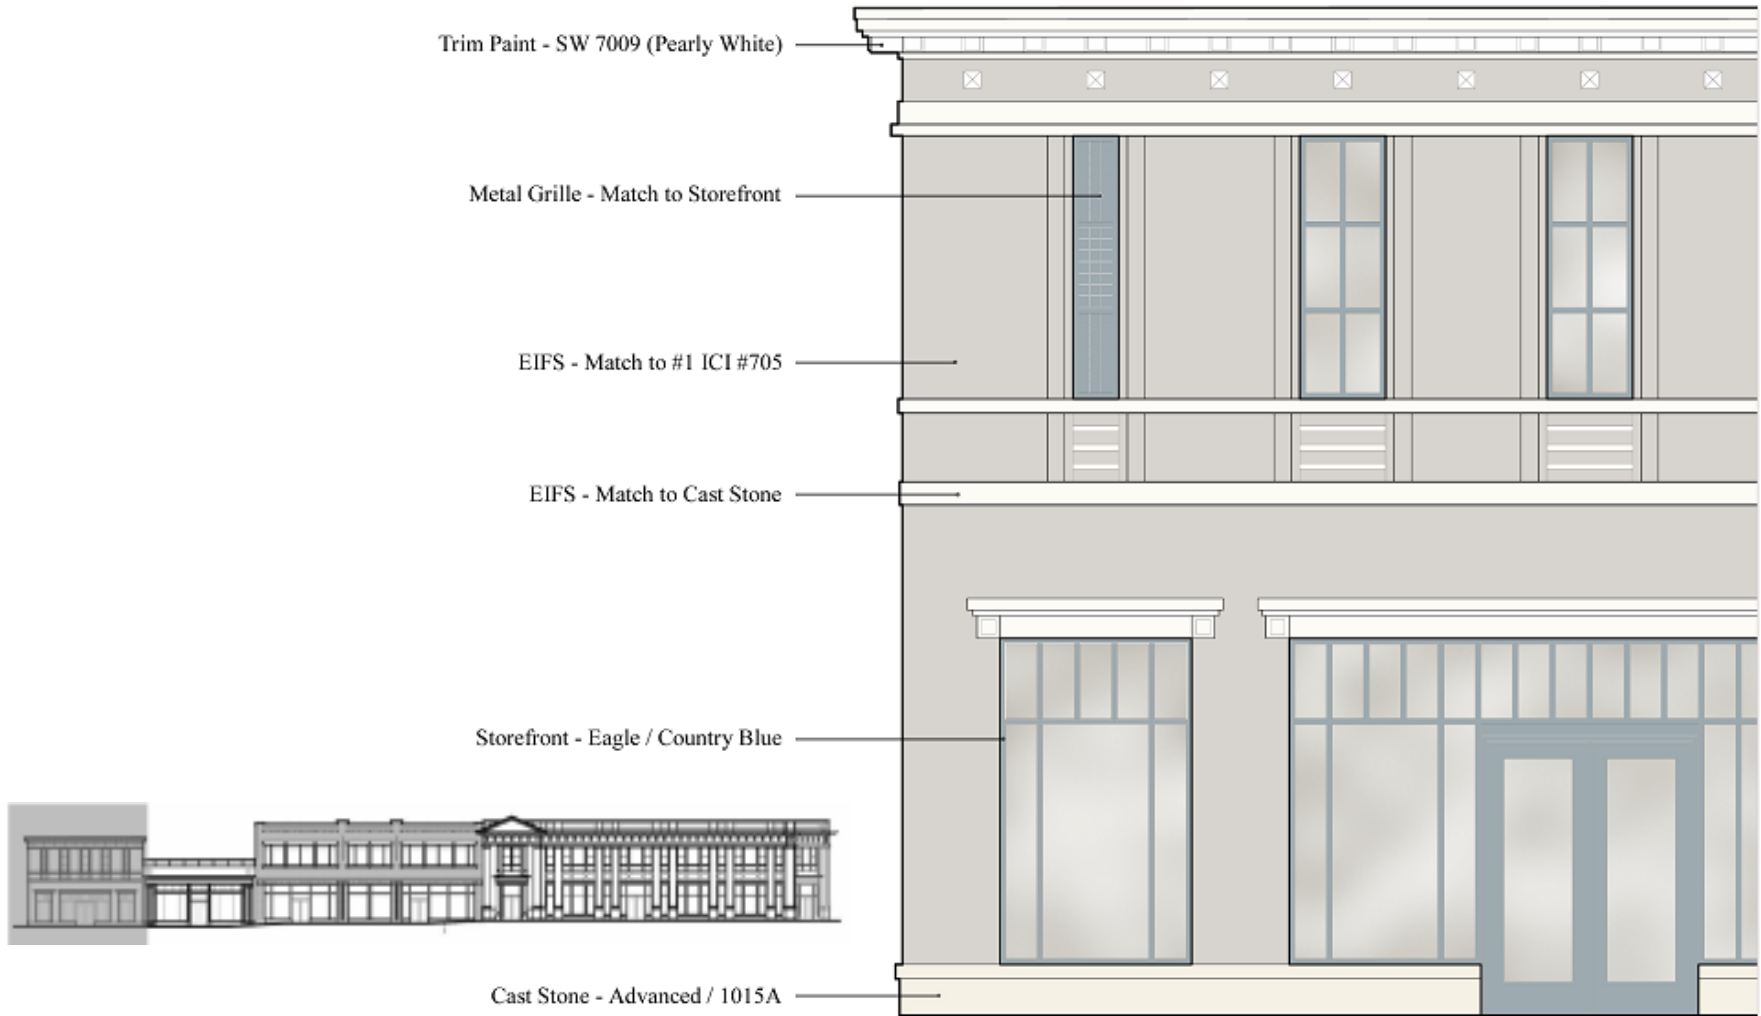 Trim Paint - SW 7009 (Pearly White)
Metal Grille - Match to Storefront
EIFS - Match to #1 ICI #705
EIFS - Match to Cast Stone
Storefront - Eagle / Country Blue
Cast Stone - Advanced / 1015A